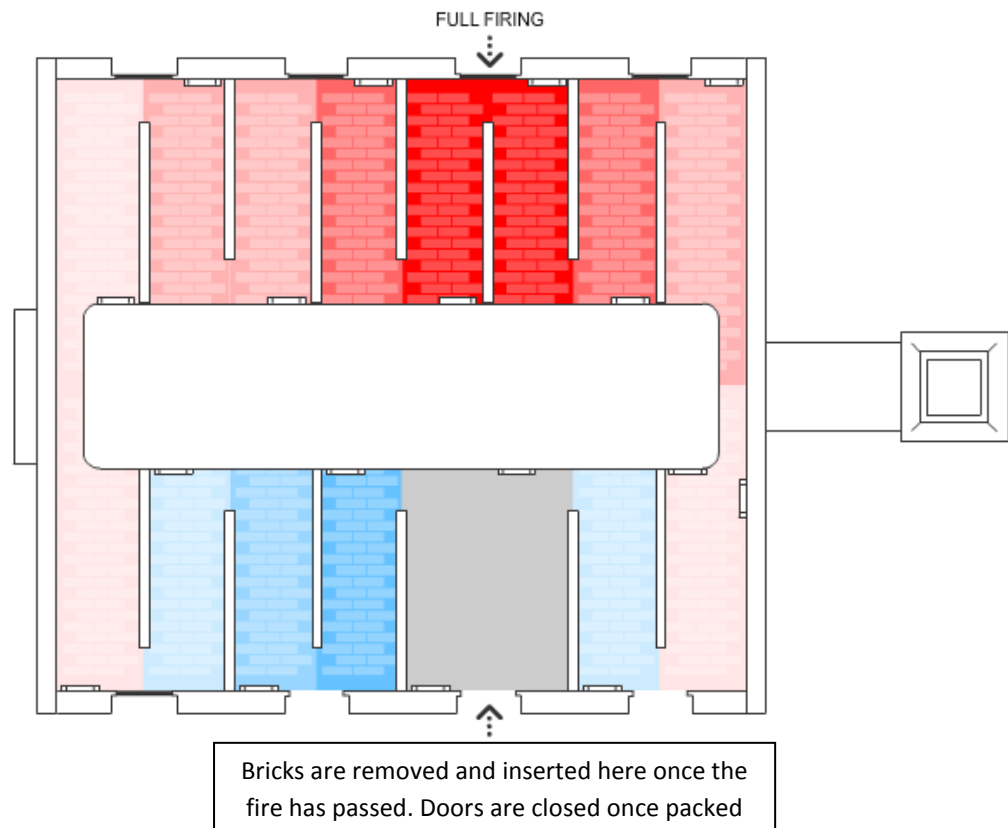 FULL FIRING
Bricks are removed and inserted here once the
fire has passed. Doors are closed once packed